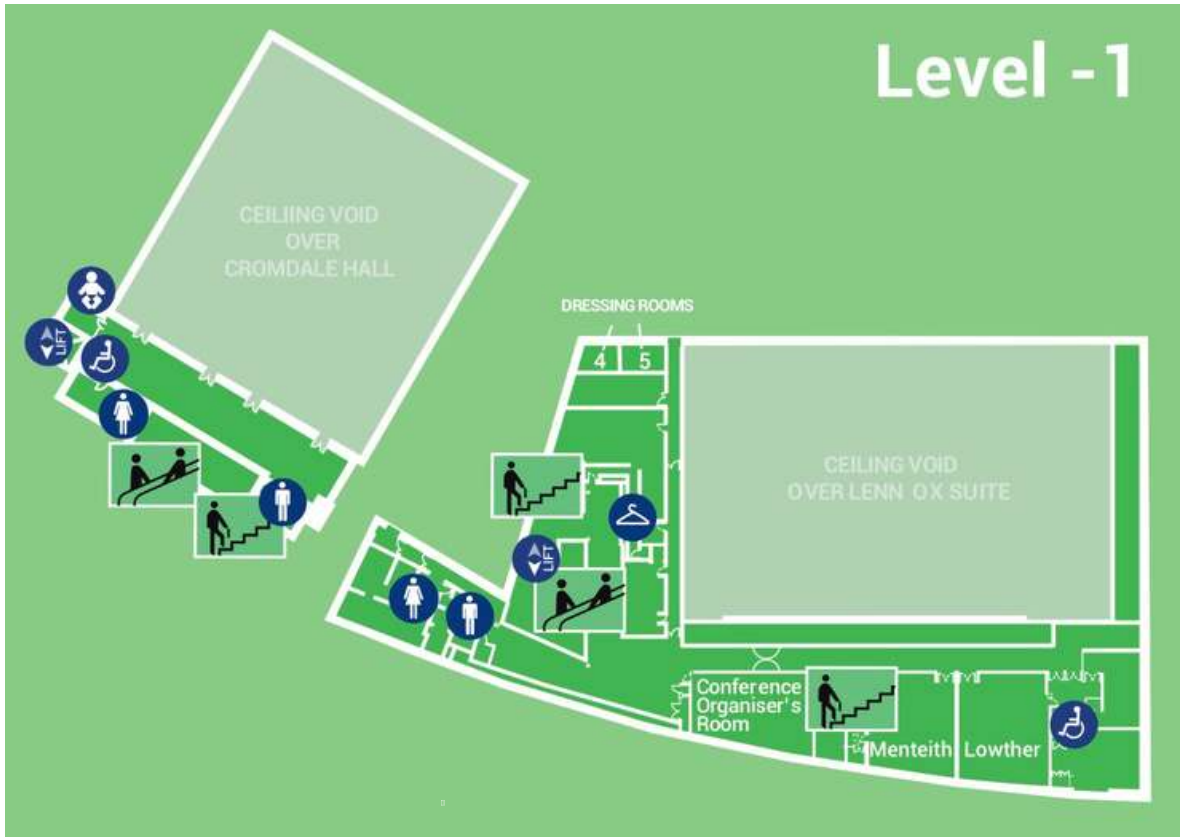 Level -1
CEILIING VOID
OVER
CROMDALE HALL
LIFT
DRESSING ROOMS
4 5
CEILING VOID
OVER LENN OX SUITE
LIFT
Conference
Organiser's
Room
Menteith Lowther